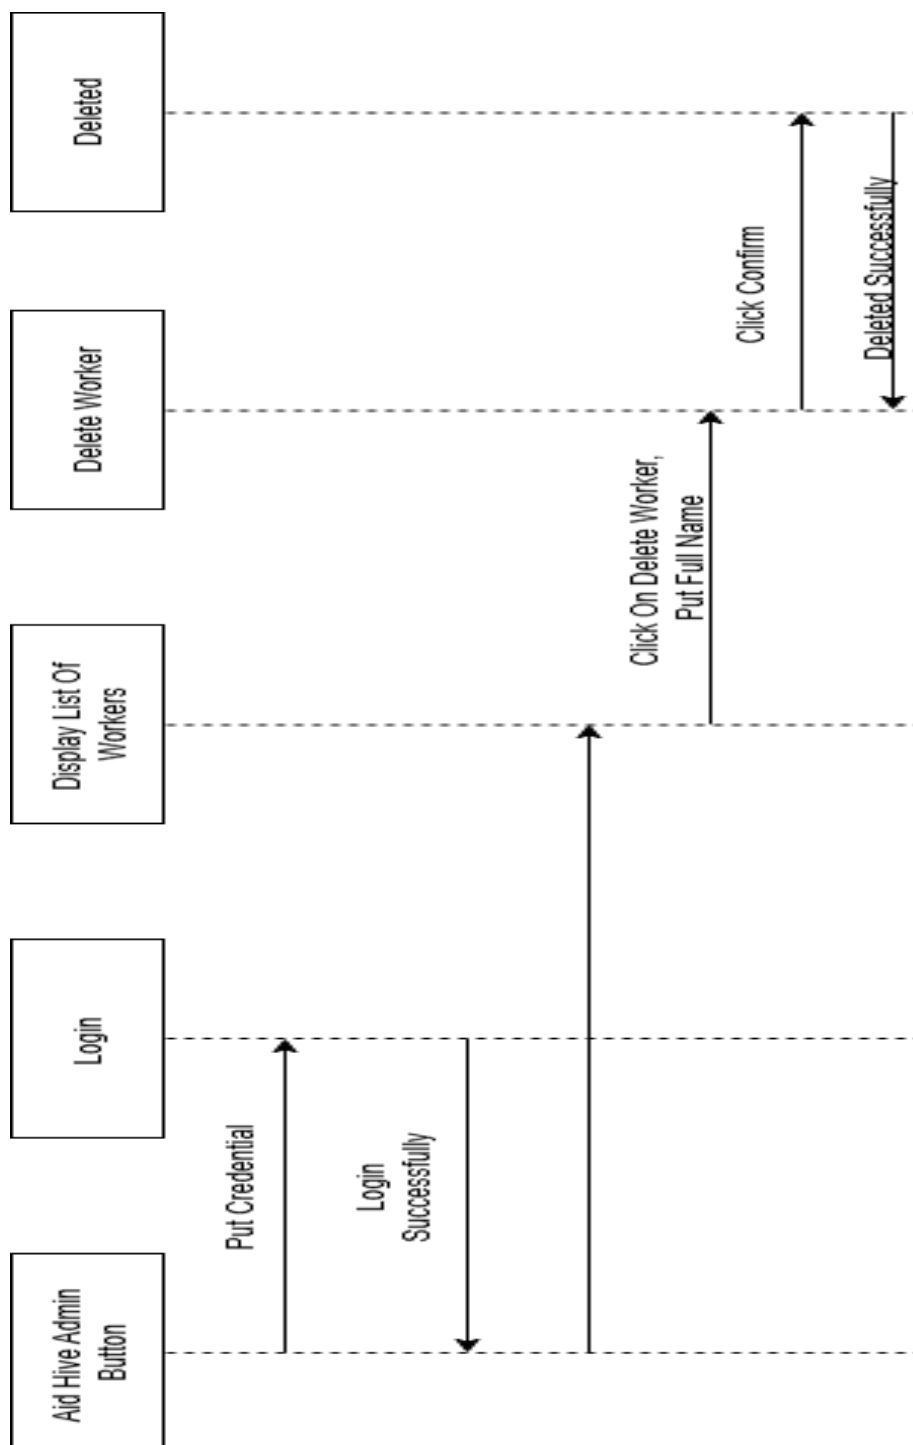 Aid Hive Admin
Button
Login
Display List Of
Workers
Delete Worker
Deleted
Put Credential
Login
Successfully
Click On Delete Worker,
Put Full Name
Click Confirm
Deleted Successfully